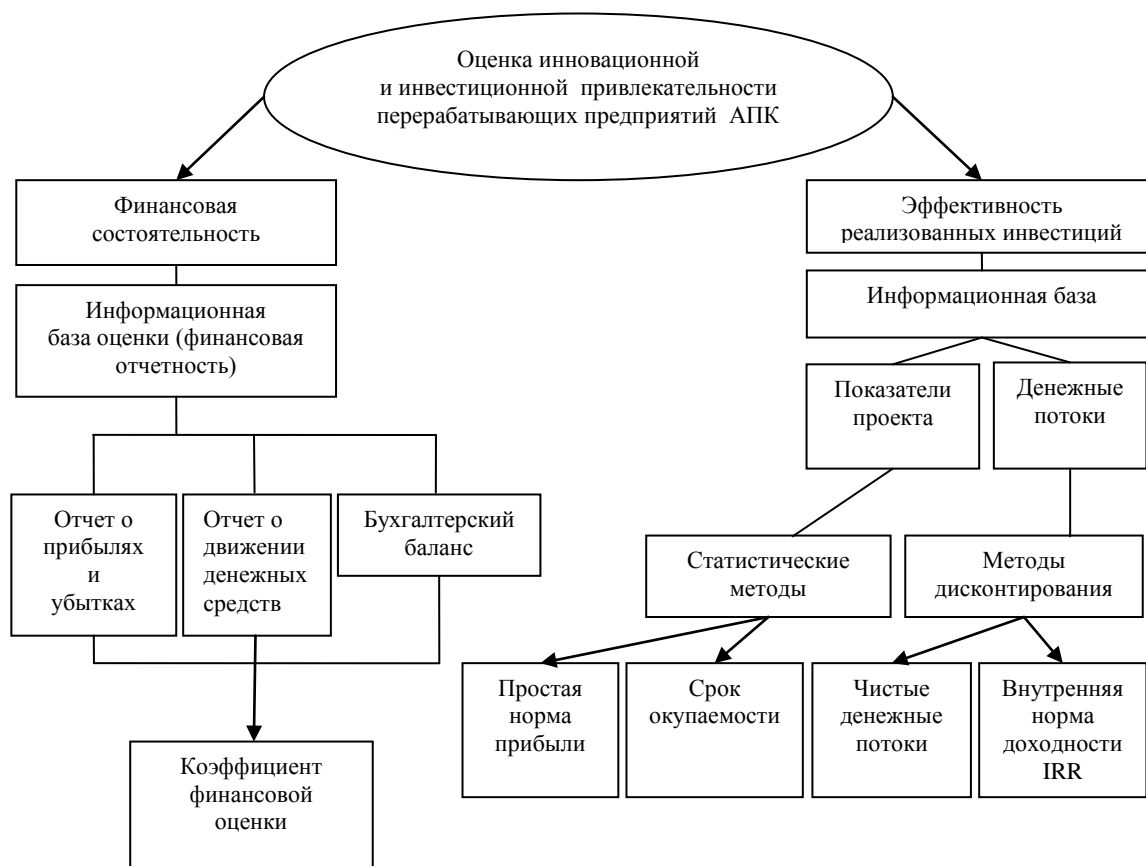 Оценка инновационной
и инвестиционной привлекательности
перерабатывающих предприятий АПК
Финансовая
состоятельность
Эффективность
реализованных инвестиций
Информационная
база оценки (финансовая
отчетность)
Информационная база
Показатели
проекта
Денежные
потоки
Отчет о
прибылях
и
убытках
Отчет о
движении
денежных
средств
Бухгалтерский
баланс
Статистические
методы
Методы
дисконтирования
Простая
норма
прибыли
Срок
окупаемости
Чистые
денежные
потоки
Внутренняя
норма
доходности
IRR
Коэффициент
финансовой
оценки